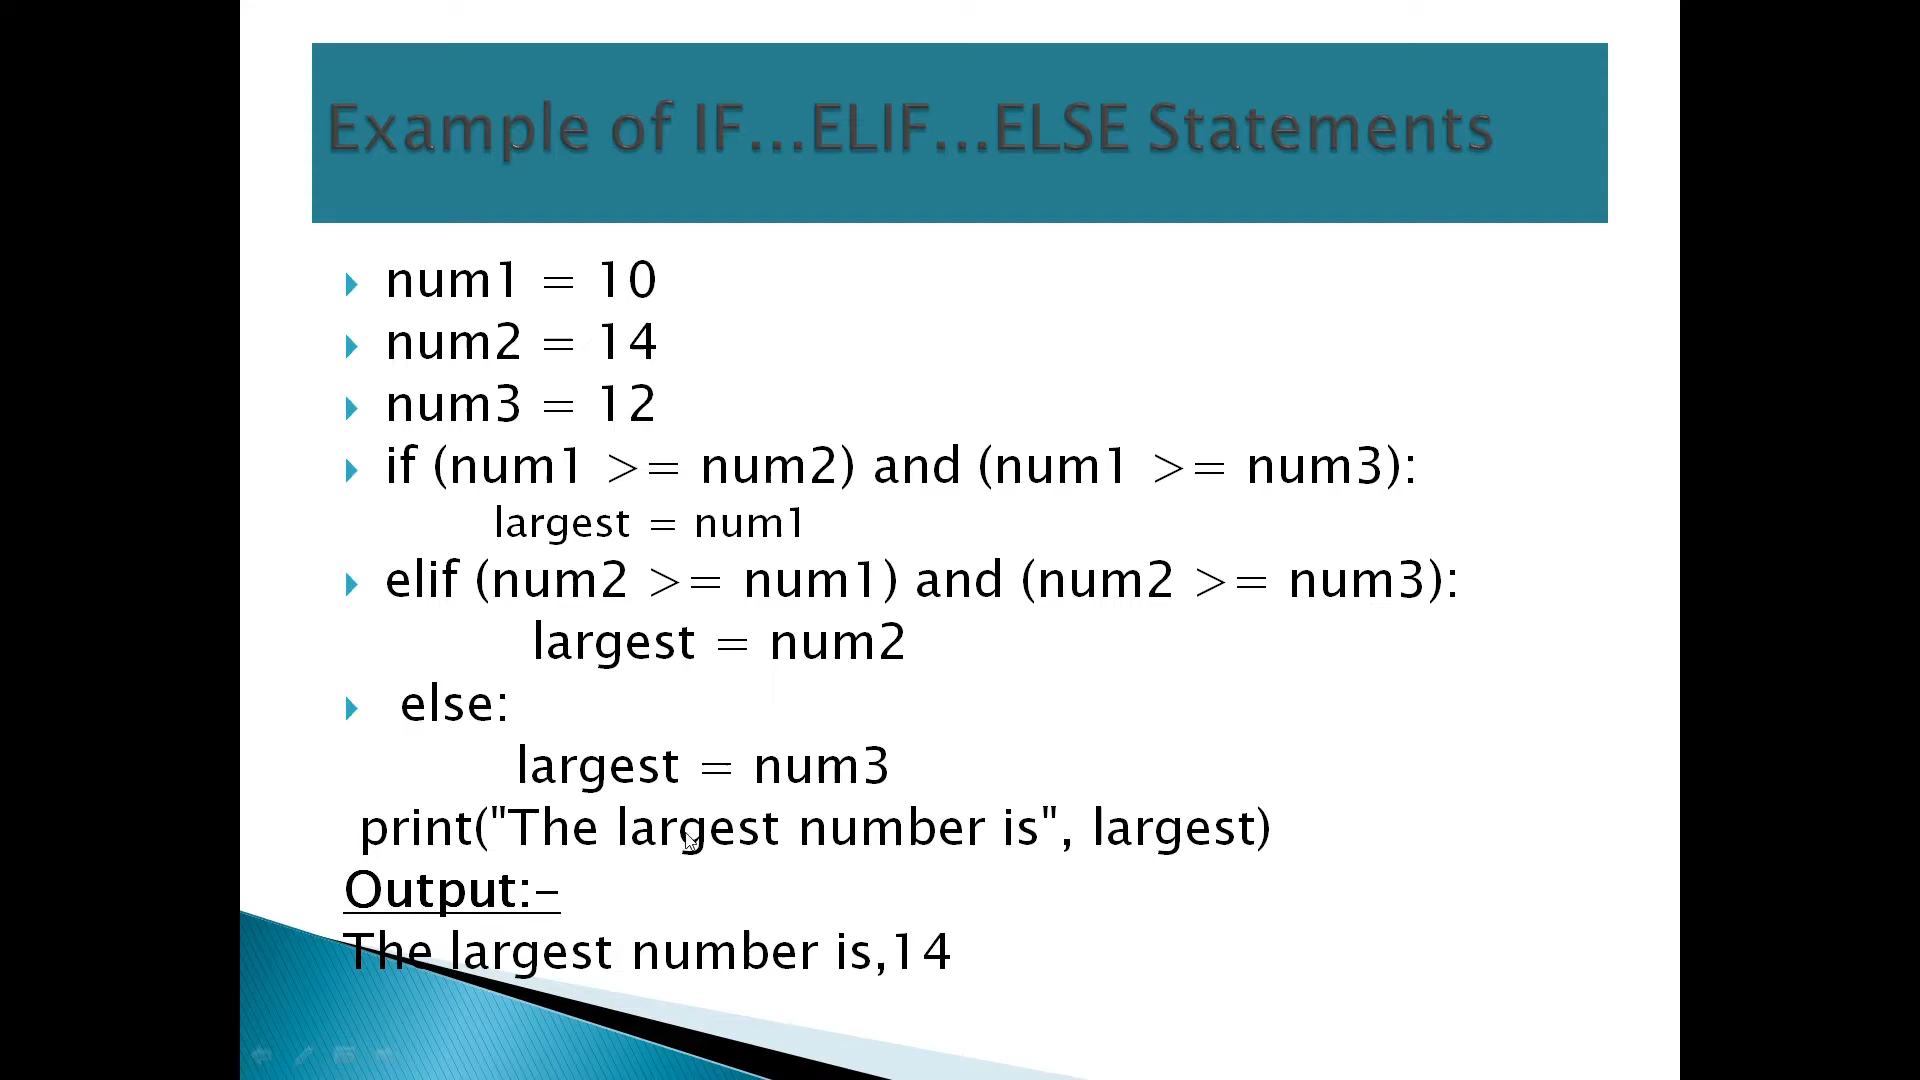 Example of IF...ELIF...ELSE Statements
num1 = 10
num2 = 14
num3 = 12
if (num1 >= num2) and (num1 >= num3):
largest = num1
elif (num2 >= num1) and (num2 >= num3):
largest = num2
else:
largest = num3
print("The largest number is", largest)
Output:-
The largest number is,14